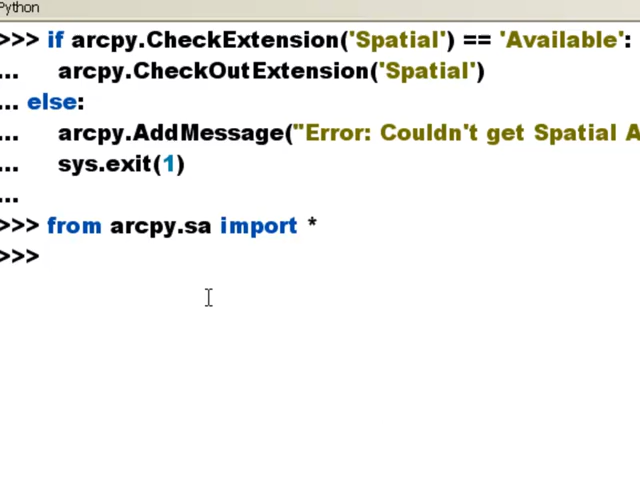 Python
>>> if arcpy.CheckExtension('Spatial') == 'Available':
...     arcpy.CheckOutExtension('Spatial')
... else:
...     arcpy.AddMessage("Error: Couldn't get Spatial A
...     sys.exit(1)
...
>>> from arcpy.sa import *
>>>